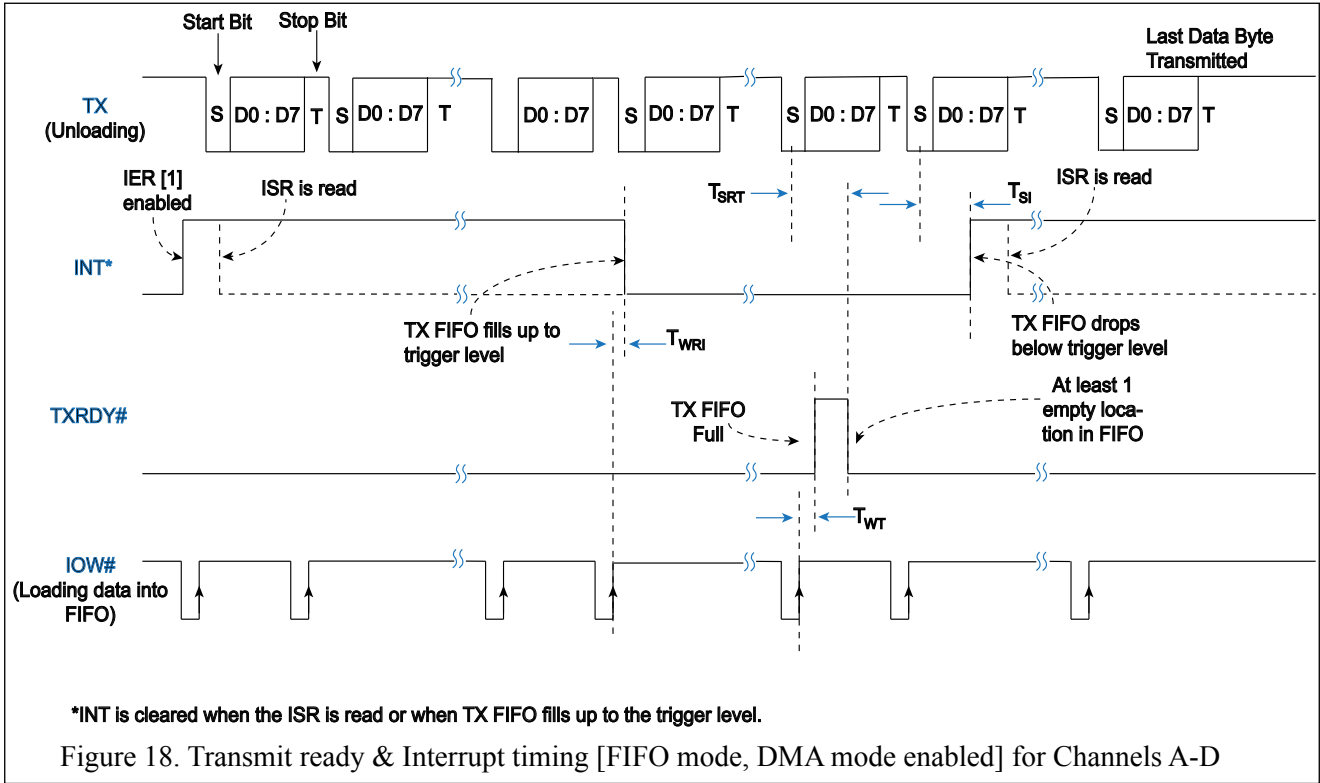 Start Bit
Stop Bit
Last Data Byte
Transmitted
TX
(Unloading)
S D0 : D7 T S D0 : D7 T D0 : D7 S D0 : D7 T S D0 : D7 T S D0 : D7 T S D0 : D7 T
IER [1]
enabled
ISR is read
TSRT
TSI
ISR is read
INT*
TX FIFO fills up to
trigger level
TWRI
TX FIFO drops
below trigger level
TXRDY#
TX FIFO
Full
At least 1
empty loca-
tion in FIFO
TWT
IOW#
(Loading data into
FIFO)
*INT is cleared when the ISR is read or when TX FIFO fills up to the trigger level.
Figure 18. Transmit ready & Interrupt timing [FIFO mode, DMA mode enabled] for Channels A-D